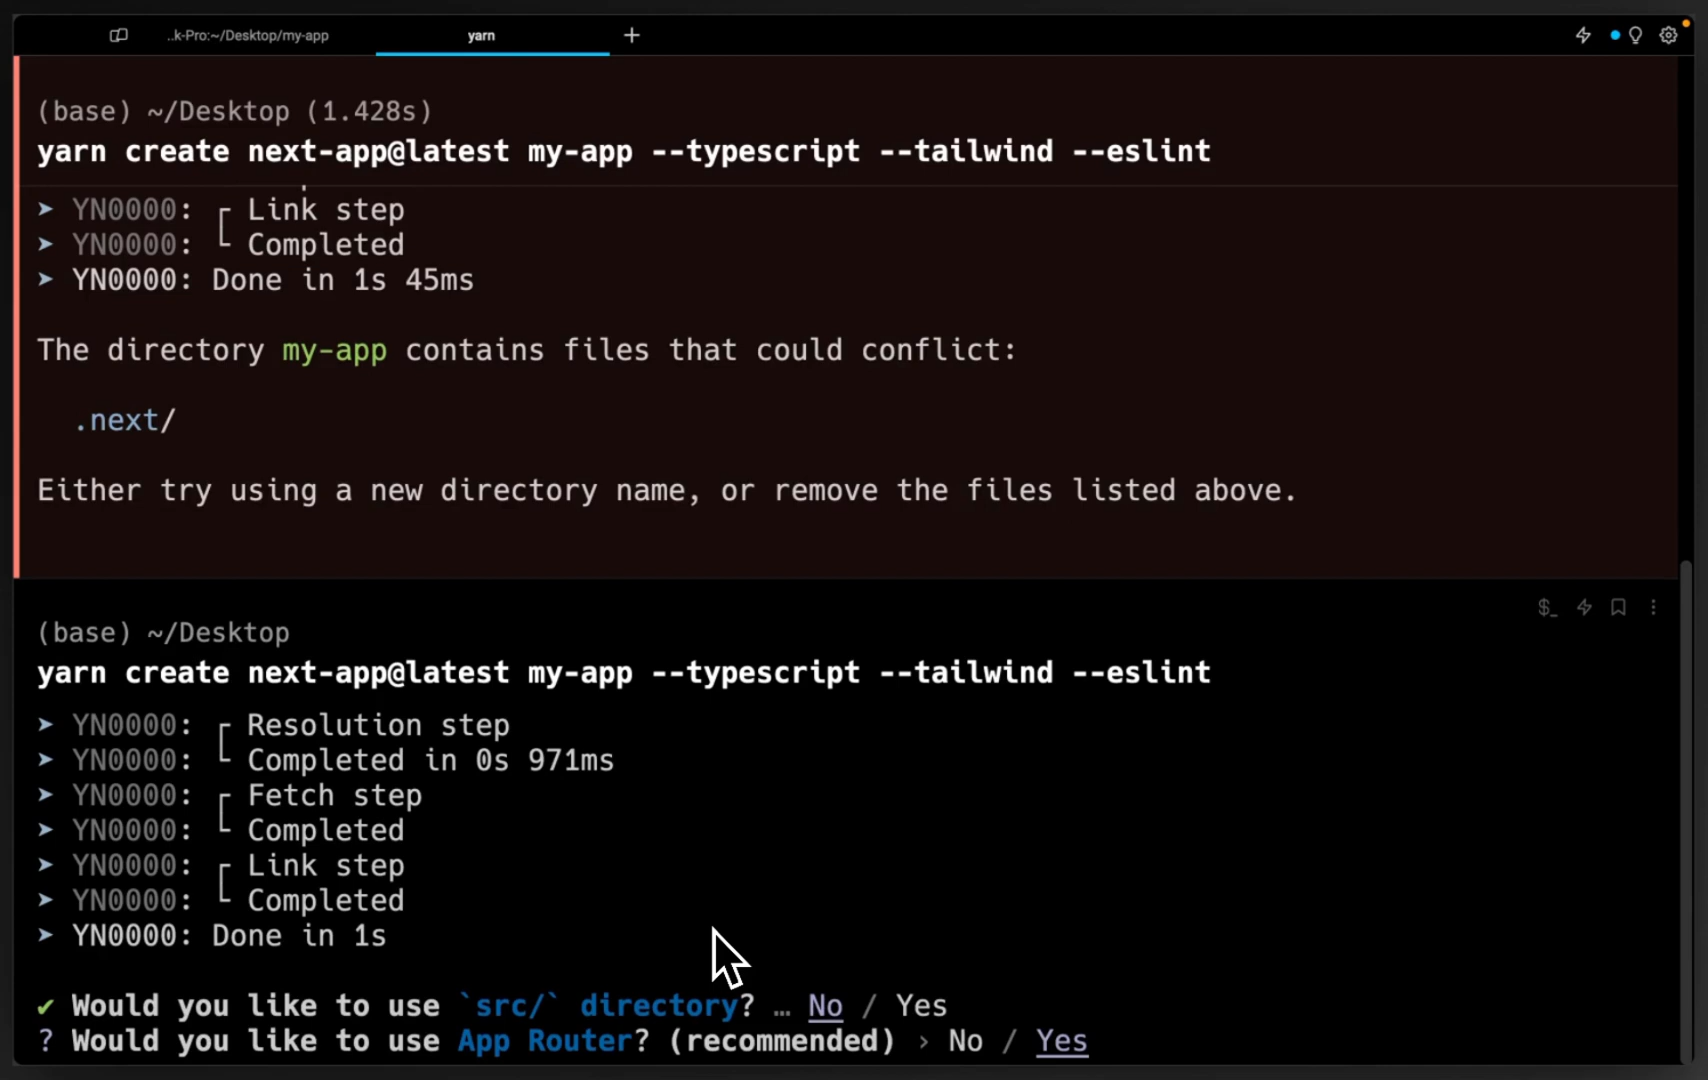 ..k-Pro:~/Desktop/my-app
yarn
(base) ~/Desktop (1.428s)
yarn create next-app@latest my-app --typescript --tailwind --eslint
➤ YN0000: ┌ Link step
➤ YN0000: └ Completed
➤ YN0000: Done in 1s 45ms
The directory my-app contains files that could conflict:
.next/
Either try using a new directory name, or remove the files listed above.
(base) ~/Desktop
yarn create next-app@latest my-app --typescript --tailwind --eslint
➤ YN0000: ┌ Resolution step
➤ YN0000: └ Completed in 0s 971ms
➤ YN0000: ┌ Fetch step
➤ YN0000: └ Completed
➤ YN0000: ┌ Link step
➤ YN0000: └ Completed
➤ YN0000: Done in 1s
✔ Would you like to use `src/` directory? … No / Yes
? Would you like to use App Router? (recommended) › No / Yes